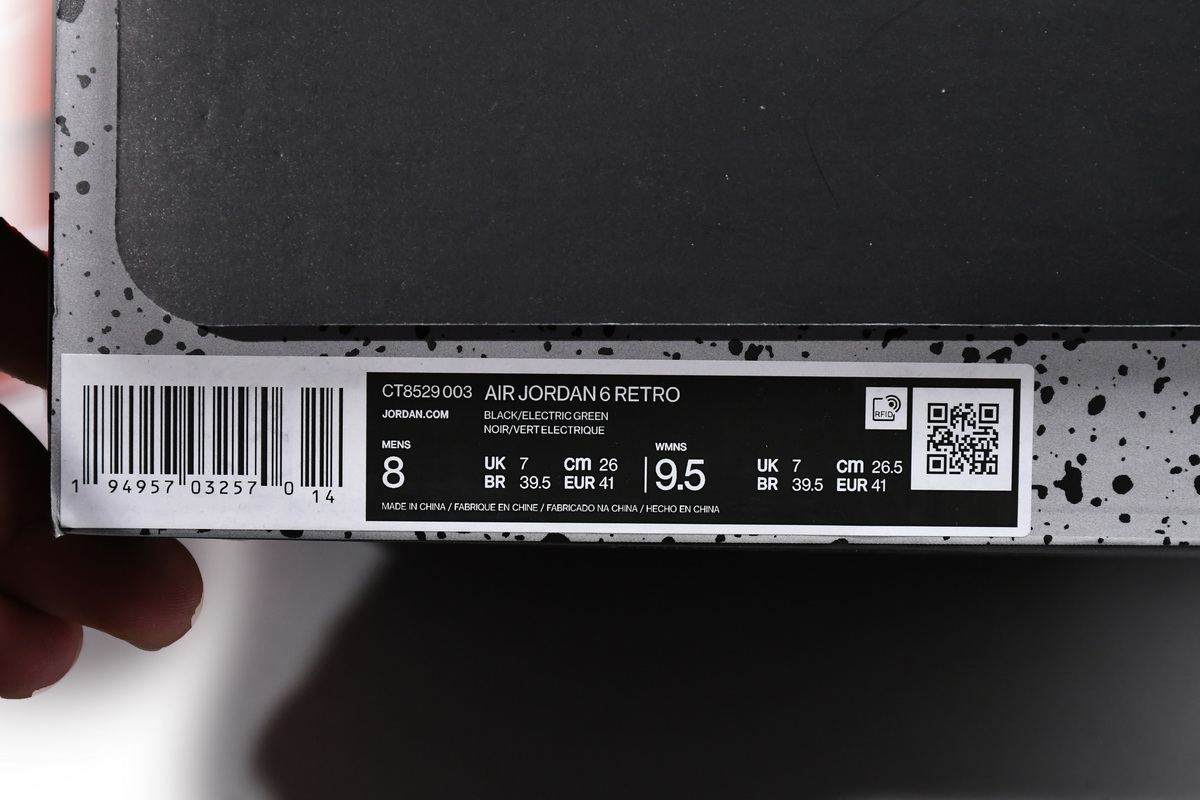 CT8529 003 AIR JORDAN 6 RETRO
JORDAN.COM BLACK/ELECTRIC GREEN
NOIR/VERT ELECTRIQUE
RFID
MENS
8
UK 7 cm 26
BR 39.5 EUR 41
WMNS
9.5
UK 7 cm 26.5
BR 39.5 EUR 41
MADE IN CHINA / FABRIQUE EN CHINE / FABRICADO NA CHINA / HECHO EN CHINA
1 94957 03257 0 14